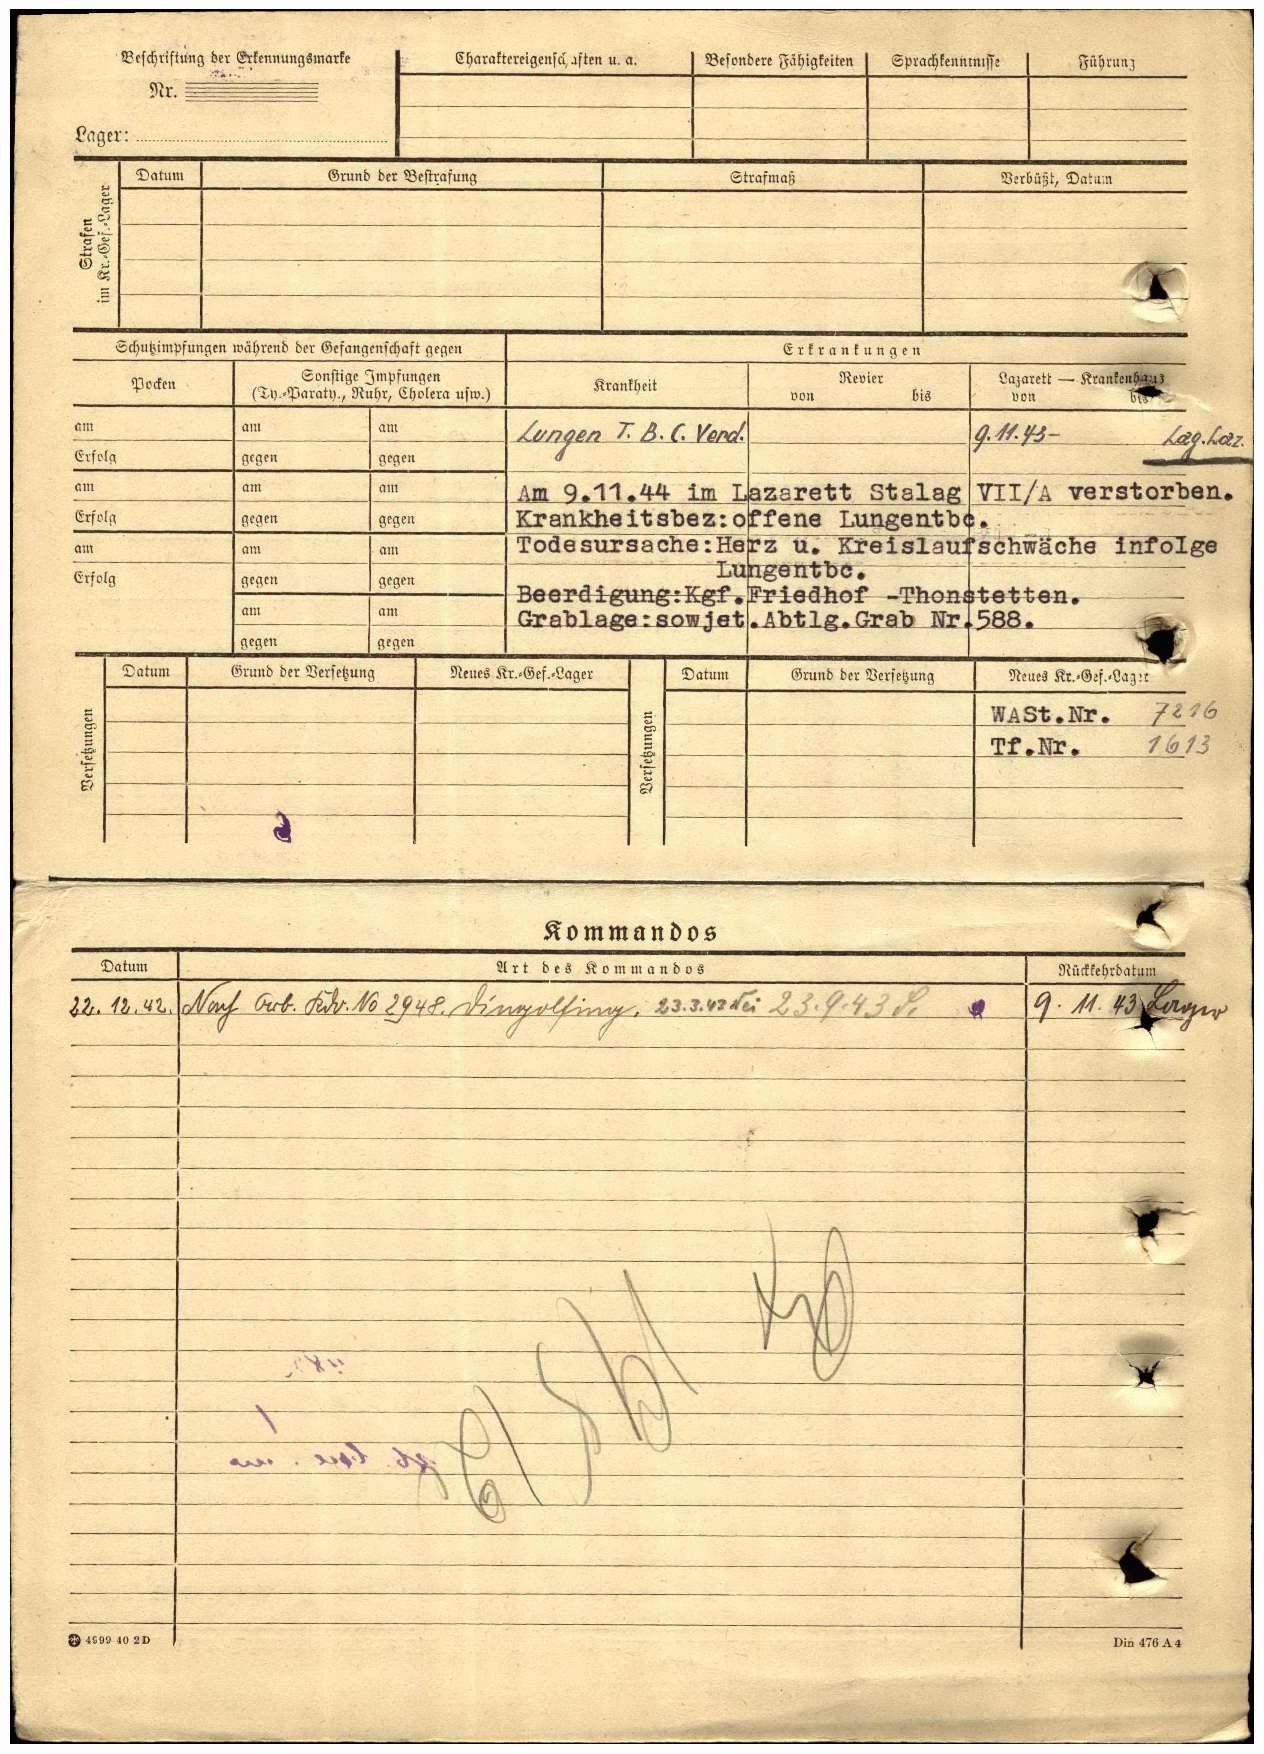 Beschriftung der Erkennungsmarke
Nr.
Lager:
Charaktereigenschaften u. a.
Besondere Fähigkeiten
Sprachkenntnisse
Führung
Strafen im Kr.-Gef.-Lager
Datum
Grund der Bestrafung
Strafmaß
Verbüßt, Datum
Schutzimpfungen während der Gefangenschaft gegen
Erkrankungen
Pocken
Sonstige Impfungen
(Ty.-Paraty., Ruhr, Cholera usw.)
Krankheit
Revier
von bis
Lazarett — Krankenhaus
von bis
am am am
Erfolg gegen gegen
Lungen T. B. C. Verd. 9.11.43- Lag.Laz.
am am am
Erfolg gegen gegen
am am am
Erfolg gegen gegen
am am
gegen gegen
Am 9.11.44 im Lazarett Stalag VII/A verstorben.
Krankheitsbez:offene Lungentbc.
Todesursache:Herz u. Kreislaufschwäche infolge
Lungentbc.
Beerdigung:Kgf.Friedhof -Thonstetten.
Grablage:sowjet.Abtlg.Grab Nr.588.
Versetzungen
Datum
Grund der Versetzung
Neues Kr.-Gef.-Lager
Versetzungen
Datum
Grund der Versetzung
Neues Kr.-Gef.-Lager
WASt.Nr. 7216
Tf.Nr. 1613
Kommandos
Datum
Art des Kommandos
Rückkehrdatum
22. 12. 42. Nach Arb. Kdo. No 2948. Dingolfing. 23.3.43 23.9.43 9. 11. 43 Lager
4999 40 2D
Din 476 A 4